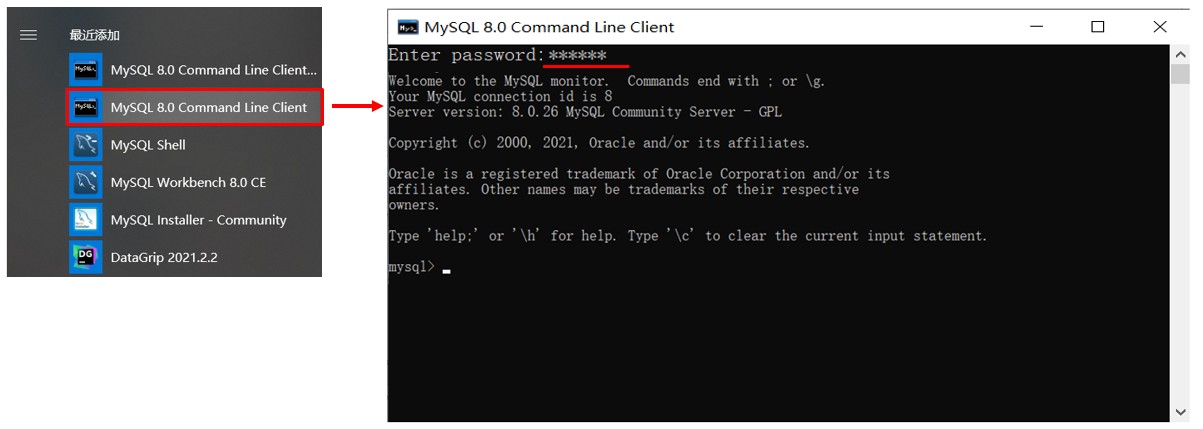 最近添加
MySQL 8.0 Command Line Client...
MySQL 8.0 Command Line Client
MySQL Shell
MySQL Workbench 8.0 CE
MySQL Installer - Community
DG
DataGrip 2021.2.2
MySQL 8.0 Command Line Client
Enter password:******
Welcome to the MySQL monitor.  Commands end with ; or \g.
Your MySQL connection id is 8
Server version: 8.0.26 MySQL Community Server - GPL
Copyright (c) 2000, 2021, Oracle and/or its affiliates.
Oracle is a registered trademark of Oracle Corporation and/or its
affiliates. Other names may be trademarks of their respective
owners.
Type 'help;' or '\h' for help. Type '\c' to clear the current input statement.
mysql>